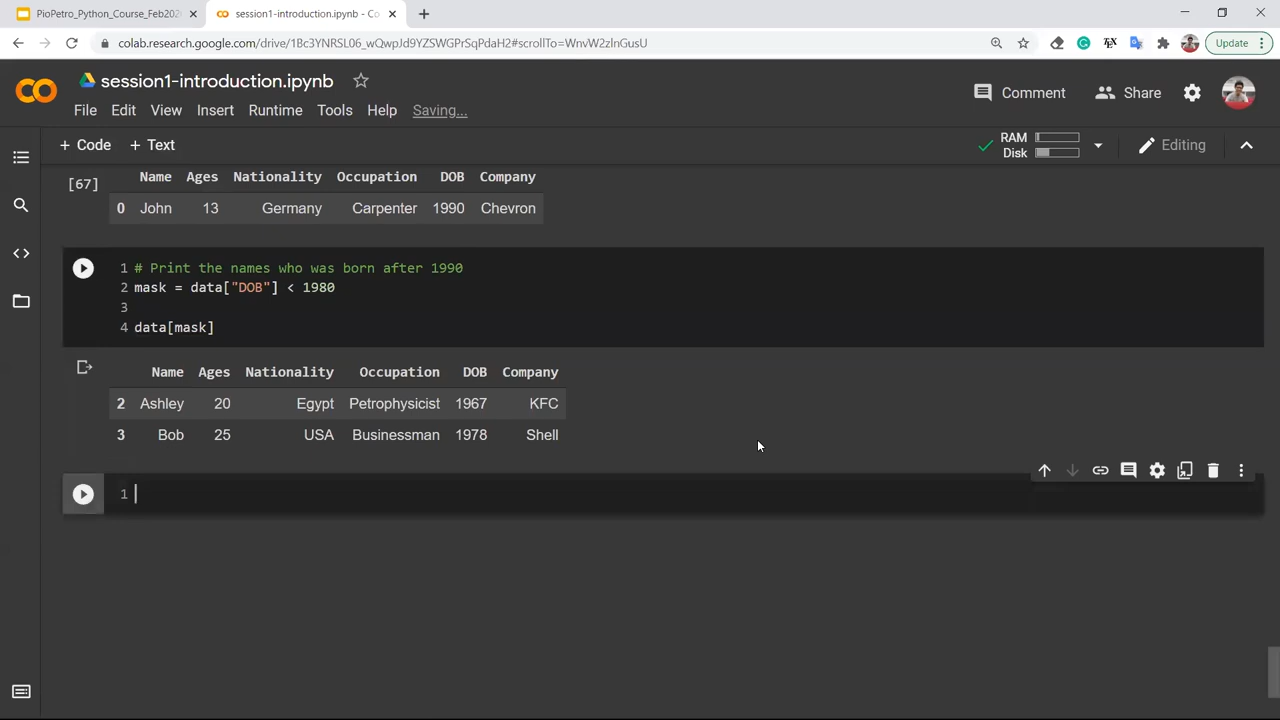 PioPetro_Python_Course_Feb202
session1-introduction.ipynb - Co
colab.research.google.com/drive/1Bc3YNRSL06_wQwpJd9YZSWGPrSqPdaH2#scrollTo=WnvW2zlnGusU
Update
session1-introduction.ipynb
File Edit View Insert Runtime Tools Help Saving...
Comment Share
+ Code + Text
RAM
Disk
Editing
[67]
Name Ages Nationality Occupation DOB Company
0 John 13 Germany Carpenter 1990 Chevron
1 # Print the names who was born after 1990
2 mask = data["DOB"] < 1980
3
4 data[mask]
Name Ages Nationality Occupation DOB Company
2 Ashley 20 Egypt Petrophysicist 1967 KFC
3 Bob 25 USA Businessman 1978 Shell
1